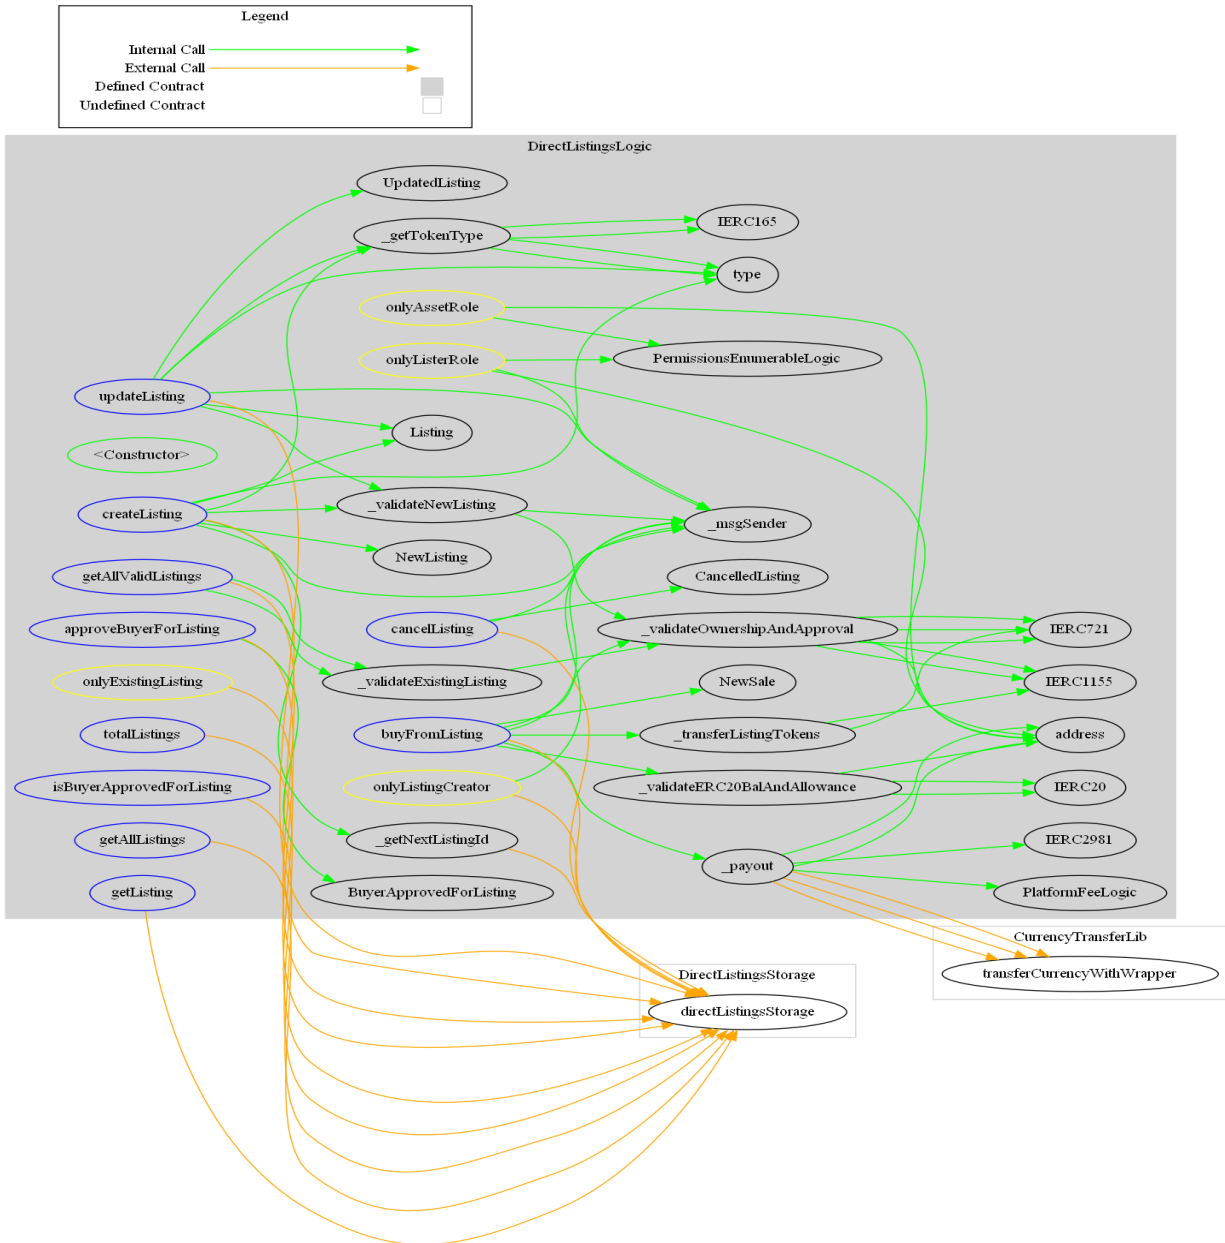 Legend
Internal Call
External Call
Defined Contract
Undefined Contract
DirectListingsLogic
UpdatedListing
IERC165
_getTokenType
type
onlyAssetRole
PermissionsEnumerableLogic
onlyListerRole
updateListing
Listing
<Constructor>
_validateNewListing
createListing
_msgSender
NewListing
getAllValidListings
CancelledListing
approveBuyerForListing
cancelListing
_validateOwnershipAndApproval
IERC721
onlyExistingListing
_validateExistingListing
NewSale
IERC1155
totalListings
buyFromListing
_transferListingTokens
address
isBuyerApprovedForListing
onlyListingCreator
_validateERC20BalAndAllowance
IERC20
getAllListings
_getNextListingId
IERC2981
_payout
getListing
BuyerApprovedForListing
PlatformFeeLogic
CurrencyTransferLib
transferCurrencyWithWrapper
DirectListingsStorage
directListingsStorage